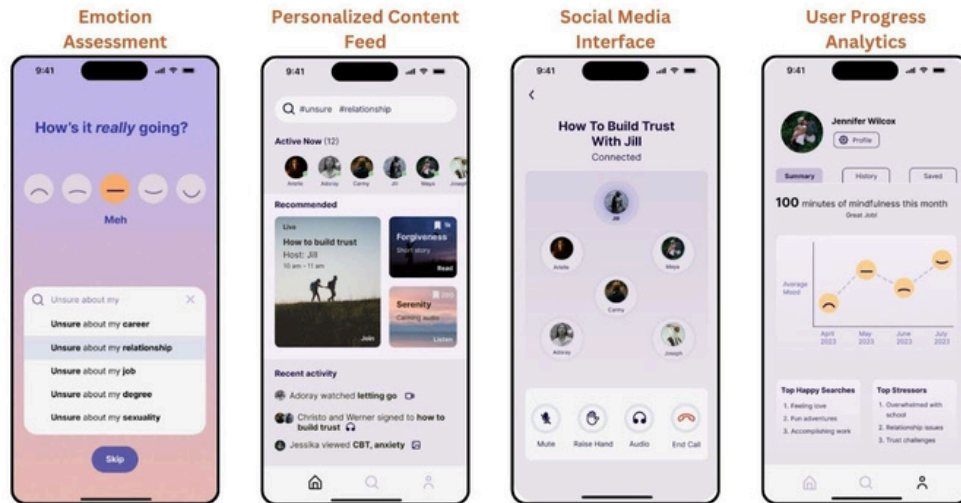 Emotion
Assessment
9:41
How's it really going?
Meh
Unsure about my
Unsure about my career
Unsure about my relationship
Unsure about my job
Unsure about my degree
Unsure about my sexuality
Skip
Personalized Content
Feed
9:41
#unsure #relationship
Active Now (12)
Arielle
Adoray
Carmy
Jill
Maya
Joseph
Recommended
Live
How to build trust
Host: Jill
10 am - 11 am
Join
1k
Forgiveness
Short story
Read
Serenity
Calming audio
Listen
Recent activity
Adoray watched letting go
Christo and Werner signed to how to
build trust
Jessika viewed CBT, anxiety
Social Media
Interface
9:41
How To Build Trust
With Jill
Connected
Jill
Arielle
Maya
Carmy
Adoray
Joseph
Mute
Raise Hand
Audio
End Call
User Progress
Analytics
9:41
Jennifer Wilcox
Profile
Summary
History
Saved
100 minutes of mindfulness this month
Great Job!
Average
Mood
April
2023
May
2023
June
2023
July
2023
Top Happy Searches
1. Feeling love
2. Fun adventures
3. Accomplishing work
Top Stressors
1. Overwhelmed with
school
2. Relationship issues
3. Trust challenges